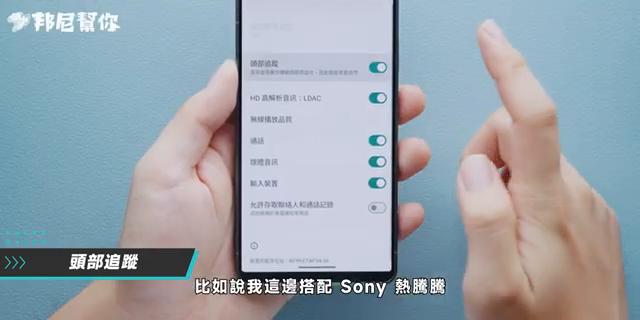 邦尼幫你
頭部追蹤
HD 高解析音訊：LDAC
無線播放品質
通話
媒體音訊
輸入裝置
允許存取聯絡人和通話記錄
頭部追蹤
比如說我這邊搭配 Sony 熱騰騰